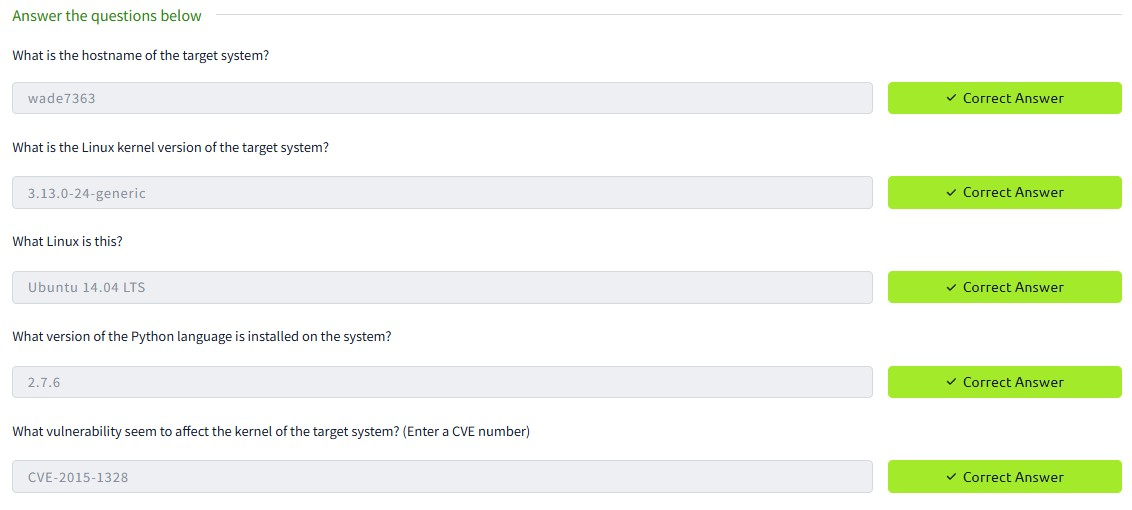 Answer the questions below
What is the hostname of the target system?
wade7363
✓ Correct Answer
What is the Linux kernel version of the target system?
3.13.0-24-generic
✓ Correct Answer
What Linux is this?
Ubuntu 14.04 LTS
✓ Correct Answer
What version of the Python language is installed on the system?
2.7.6
✓ Correct Answer
What vulnerability seem to affect the kernel of the target system? (Enter a CVE number)
CVE-2015-1328
✓ Correct Answer